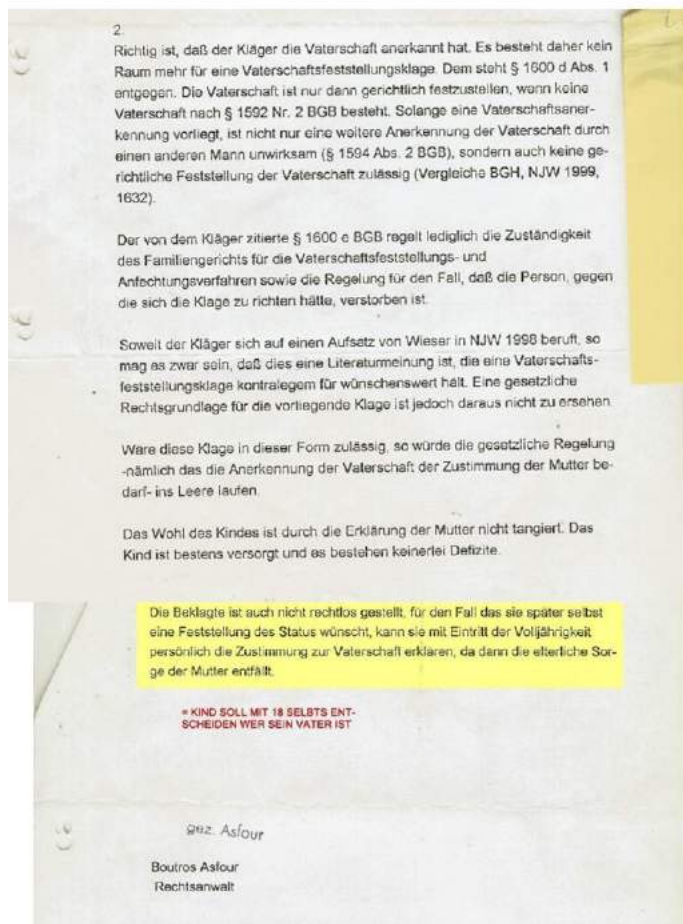 2.
Richtig ist, daß der Kläger die Vaterschaft anerkannt hat. Es besteht daher kein
Raum mehr für eine Vaterschaftsfeststellungsklage. Dem steht § 1600 d Abs. 1
entgegen. Die Vaterschaft ist nur dann gerichtlich festzustellen, wenn keine
Vaterschaft nach § 1592 Nr. 2 BGB besteht. Solange eine Vaterschaftsaner-
kennung vorliegt, ist nicht nur eine weitere Anerkennung der Vaterschaft durch
einen anderen Mann unwirksam (§ 1594 Abs. 2 BGB), sondern auch keine ge-
richtliche Feststellung der Vaterschaft zulässig (Vergleiche BGH, NJW 1999,
1632).
Der von dem Kläger zitierte § 1600 e BGB regelt lediglich die Zuständigkeit
des Familiengerichts für die Vaterschaftsfeststellungs- und
Anfechtungsverfahren sowie die Regelung für den Fall, daß die Person, gegen
die sich die Klage zu richten hätte, verstorben ist.
Soweit der Kläger sich auf einen Aufsatz von Wieser in NJW 1998 beruft, so
mag es zwar sein, daß dies eine Literaturmeinung ist, die eine Vaterschafts-
feststellungsklage kontralegem für wünschenswert hält. Eine gesetzliche
Rechtsgrundlage für die vorliegende Klage ist jedoch daraus nicht zu ersehen.
Wäre diese Klage in dieser Form zulässig, so würde die gesetzliche Regelung
-nämlich das die Anerkennung der Vaterschaft der Zustimmung der Mutter be-
darf- ins Leere laufen.
Das Wohl des Kindes ist durch die Erklärung der Mutter nicht tangiert. Das
Kind ist bestens versorgt und es bestehen keinerlei Defizite.
Die Beklagte ist auch nicht rechtlos gestellt, für den Fall das sie später selbst
eine Feststellung des Status wünscht, kann sie mit Eintritt der Volljährigkeit
persönlich die Zustimmung zur Vaterschaft erklären, da dann die elterliche Sor-
ge der Mutter entfällt.
= KIND SOLL MIT 18 SELBTS ENT-
SCHEIDEN WER SEIN VATER IST
gez. Asfour
Boutros Asfour
Rechtsanwalt